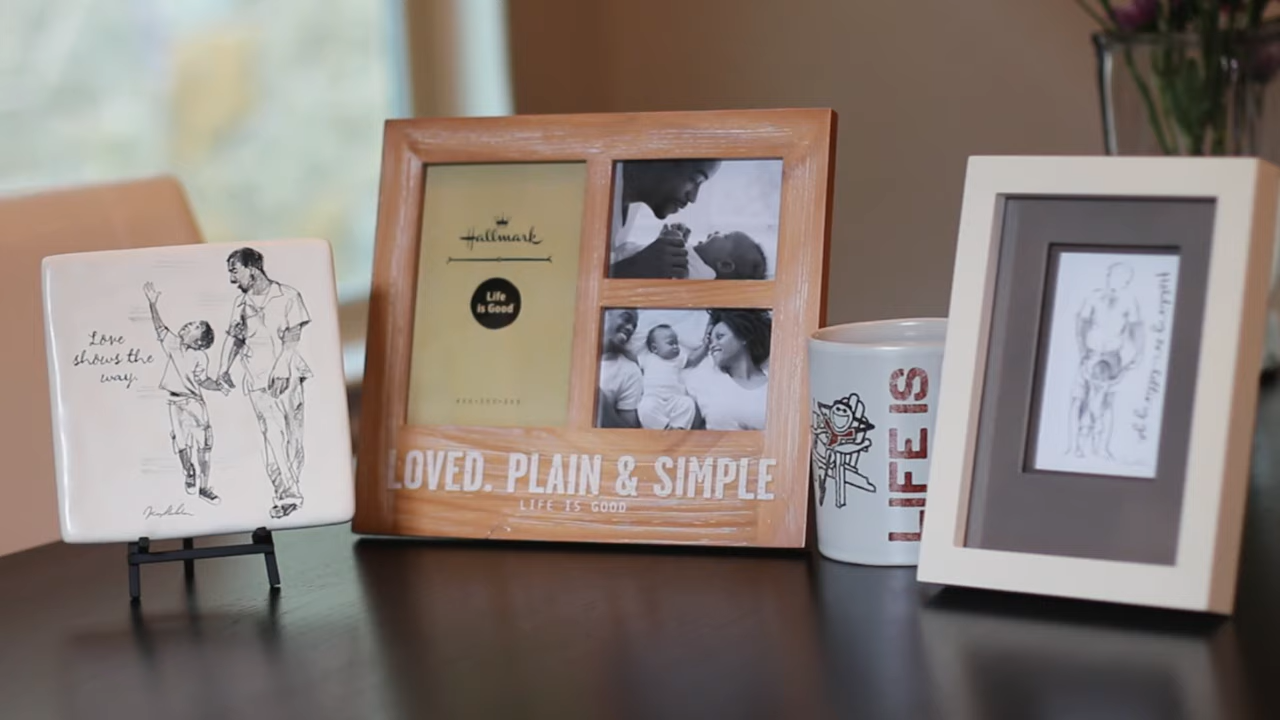 Love
shows the
way.
Hallmark
Life
is Good
LOVED. PLAIN & SIMPLE
LIFE IS GOOD
LIFE IS